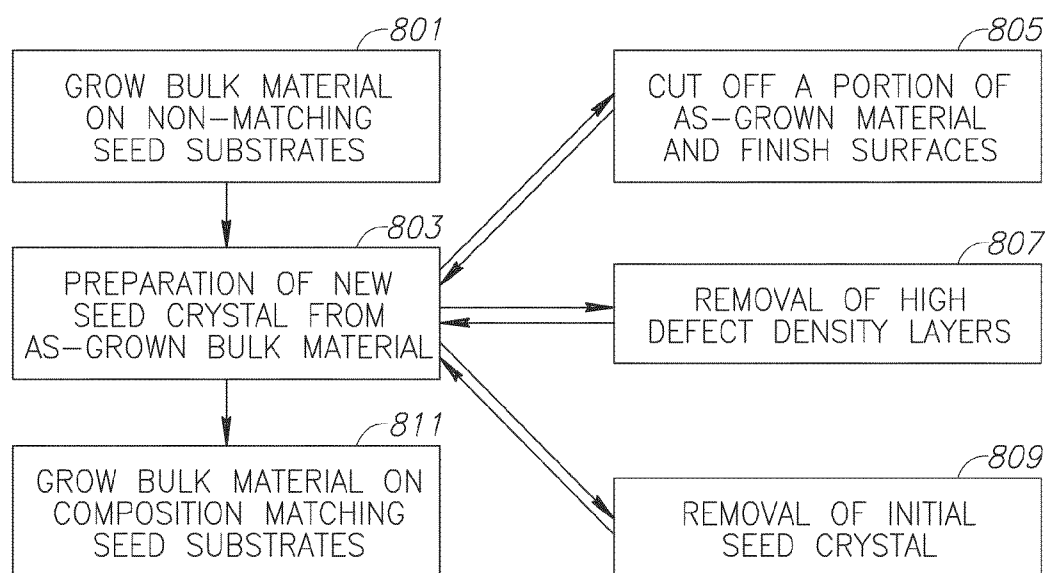 801
GROW BULK MATERIAL
ON NON-MATCHING
SEED SUBSTRATES
803
PREPARATION OF NEW
SEED CRYSTAL FROM
AS-GROWN BULK MATERIAL
811
GROW BULK MATERIAL ON
COMPOSITION MATCHING
SEED SUBSTRATES
805
CUT OFF A PORTION OF
AS-GROWN MATERIAL
AND FINISH SURFACES
807
REMOVAL OF HIGH
DEFECT DENSITY LAYERS
809
REMOVAL OF INITIAL
SEED CRYSTAL